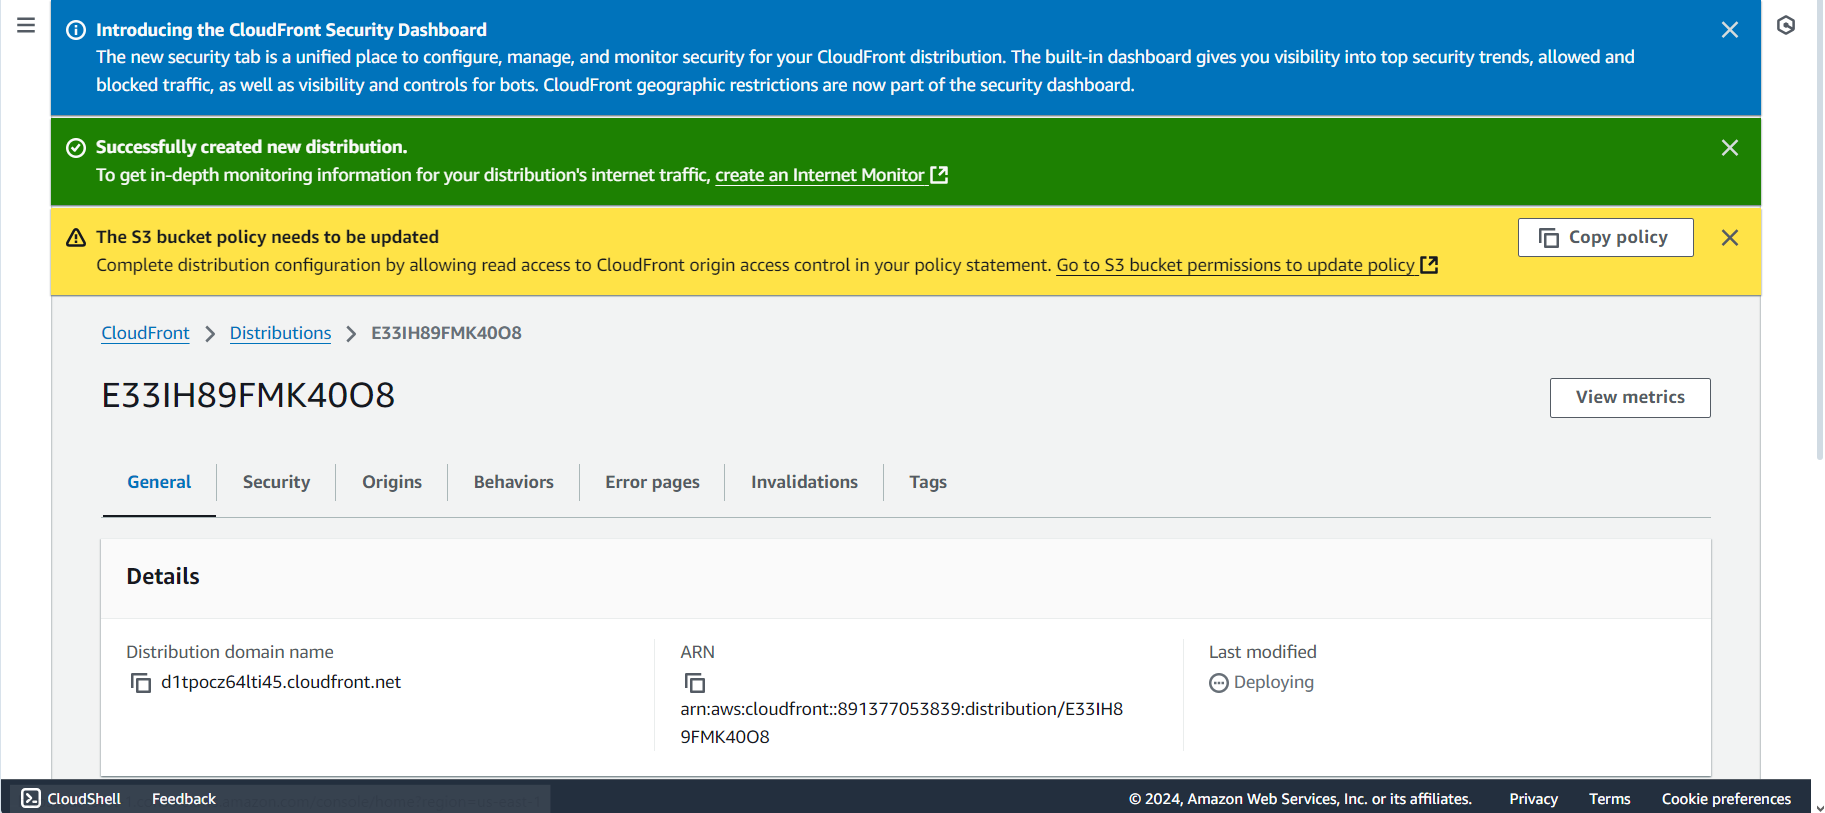 Introducing the CloudFront Security Dashboard
The new security tab is a unified place to configure, manage, and monitor security for your CloudFront distribution. The built-in dashboard gives you visibility into top security trends, allowed and
blocked traffic, as well as visibility and controls for bots. CloudFront geographic restrictions are now part of the security dashboard.
Successfully created new distribution.
To get in-depth monitoring information for your distribution's internet traffic, create an Internet Monitor
The S3 bucket policy needs to be updated
Copy policy
Complete distribution configuration by allowing read access to CloudFront origin access control in your policy statement. Go to S3 bucket permissions to update policy
CloudFront > Distributions > E33IH89FMK40O8
E33IH89FMK40O8
View metrics
General Security Origins Behaviors Error pages Invalidations Tags
Details
Distribution domain name
d1tpocz64lti45.cloudfront.net
ARN
arn:aws:cloudfront::891377053839:distribution/E33IH8
9FMK40O8
Last modified
Deploying
CloudShell Feedback © 2024, Amazon Web Services, Inc. or its affiliates. Privacy Terms Cookie preferences